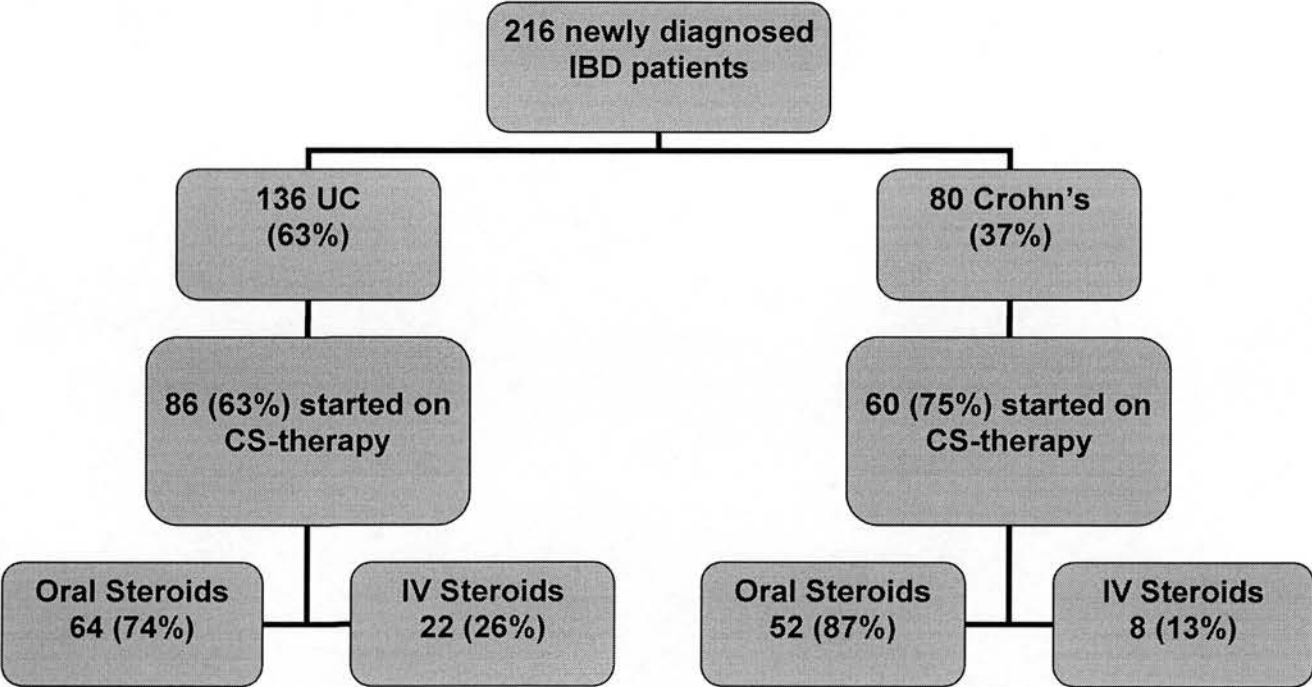 216 newly diagnosed
IBD patients
136 UC
(63%)
80 Crohn's
(37%)
86 (63%) started on
CS-therapy
60 (75%) started on
CS-therapy
Oral Steroids
64 (74%)
IV Steroids
22 (26%)
Oral Steroids
52 (87%)
IV Steroids
8 (13%)